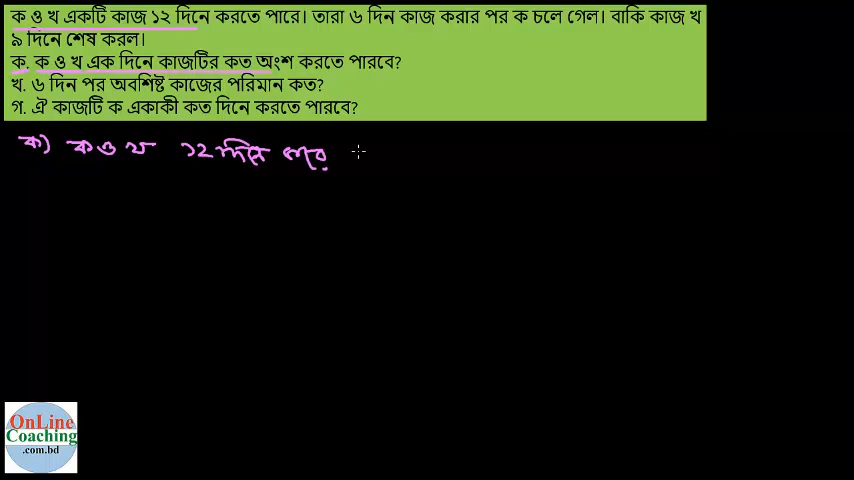 ক ও খ একটি কাজ ১২ দিনে করতে পারে। তারা ৬ দিন কাজ করার পর ক চলে গেল। বাকি কাজ খ
৯ দিনে শেষ করল।
ক. ক ও খ এক দিনে কাজটির কত অংশ করতে পারবে?
খ. ৬ দিন পর অবশিষ্ট কাজের পরিমান কত?
গ. ঐ কাজটি ক একাকী কত দিনে করতে পারবে?
ক) ক ও খ ১২ দিনে করে
OnLine
Coaching
.com.bd